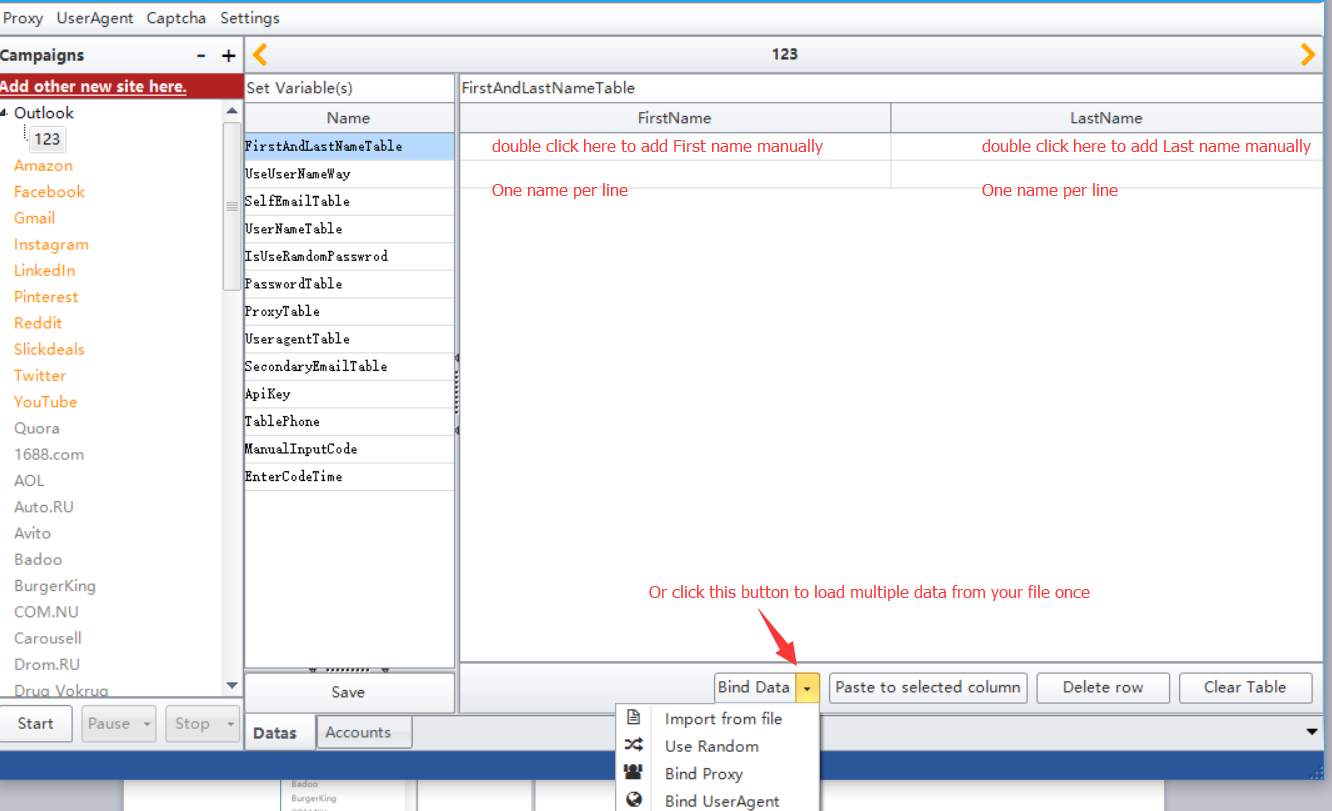 Proxy UserAgent Captcha Settings
Campaigns - +
123
Add other new site here.
Outlook
123
Amazon
Facebook
Gmail
Instagram
LinkedIn
Pinterest
Reddit
Slickdeals
Twitter
YouTube
Quora
1688.com
AOL
Auto.RU
Avito
Badoo
BurgerKing
COM.NU
Carousell
Drom.RU
Drug Vokrug
Start Pause Stop
Set Variable(s)
Name
FirstAndLastNameTable
UseUserNameWay
SelfEmailTable
UserNameTable
IsUseRamdomPasswrod
PasswordTable
ProxyTable
UseragentTable
SecondaryEmailTable
ApiKey
TablePhone
ManualInputCode
EnterCodeTime
Save
Datas Accounts
FirstAndLastNameTable
FirstName LastName
double click here to add First name manually double click here to add Last name manually
One name per line One name per line
Or click this button to load multiple data from your file once
Bind Data Paste to selected column Delete row Clear Table
Import from file
Use Random
Bind Proxy
Bind UserAgent
Badoo
BurgerKing